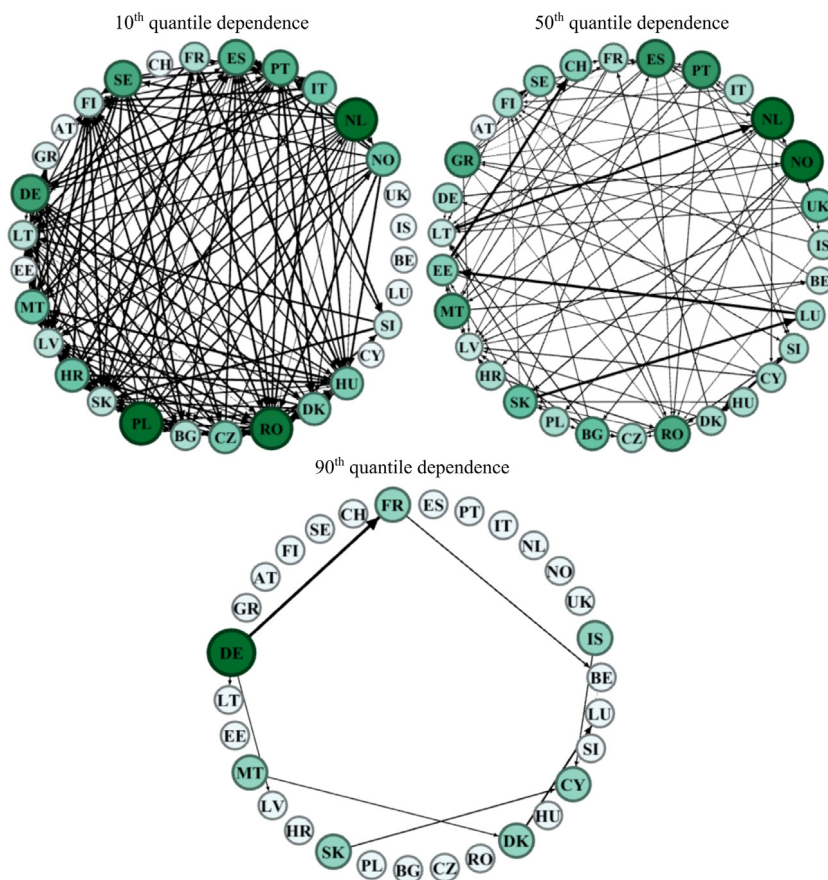 10th quantile dependence
CH
FR
ES
PT
IT
NL
NO
UK
IS
BE
LU
SI
CY
HU
DK
RO
CZ
BG
PL
SK
HR
LV
MT
EE
LT
DE
GR
AT
FI
SE
50th quantile dependence
CH
FR
ES
PT
IT
NL
NO
UK
IS
BE
LU
SI
CY
HU
DK
RO
CZ
BG
PL
SK
HR
LV
MT
EE
LT
DE
GR
AT
FI
SE
90th quantile dependence
CH
FR
ES
PT
IT
NL
NO
UK
IS
BE
LU
SI
CY
HU
DK
RO
CZ
BG
PL
SK
HR
LV
MT
EE
LT
DE
GR
AT
FI
SE